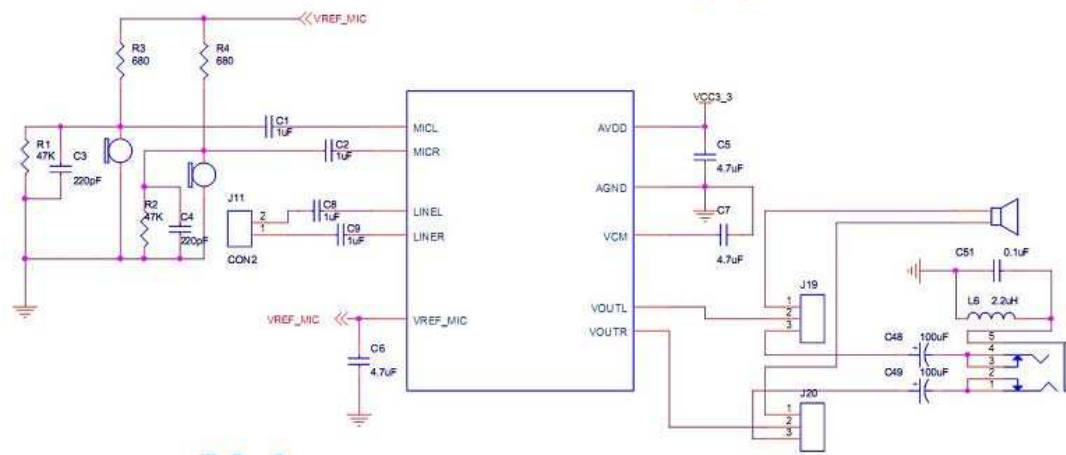 VREF_MIC
R3
680
R4
680
VCC3_3
C1
1uF
MICL
AVDD
R1
47K
C3
220pF
C2
1uF
MICR
C5
4.7uF
J11
AGND
R2
47K
C4
220pF
2
1
C8
1uF
LINEL
C7
C9
1uF
LINER
VCM
4.7uF
CON2
C51
0.1uF
J19
L6
2.2uH
VREF_MIC
VREF_MIC
VOUTL
1
2
3
VOUTR
C6
4.7uF
C48
100uF
5
4
3
C49
100uF
2
1
J20
1
2
3